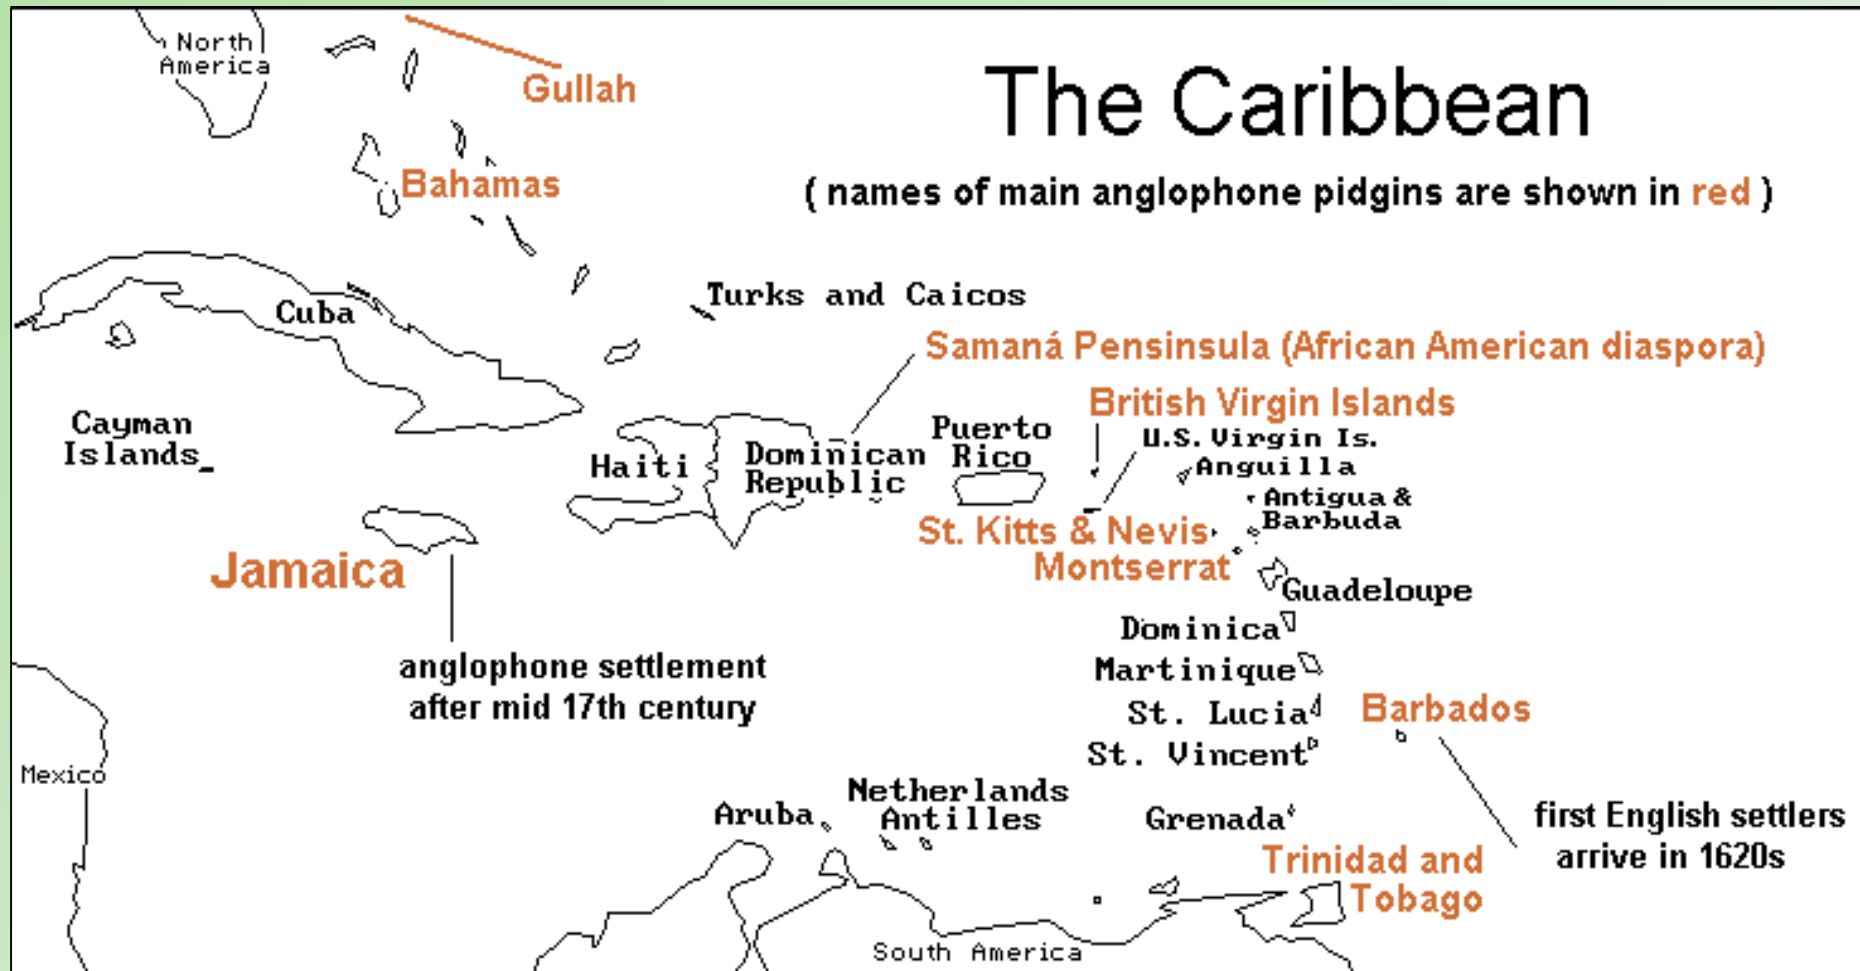 North
America
Gullah
The Caribbean
Bahamas
( names of main anglophone pidgins are shown in red )
Turks and Caicos
Cuba
Samaná Pensinsula (African American diaspora)
British Virgin Islands
Cayman
Islands
Puerto
Rico
U.S. Virgin Is.
Haiti
Dominican
Republic
Anguilla
Antigua &
Barbuda
St. Kitts & Nevis
Montserrat
Jamaica
Guadeloupe
Dominica
anglophone settlement
after mid 17th century
Martinique
St. Lucia
Barbados
St. Vincent
Mexico
Netherlands
Antilles
Aruba
Grenada
first English settlers
arrive in 1620s
Trinidad and
Tobago
South America